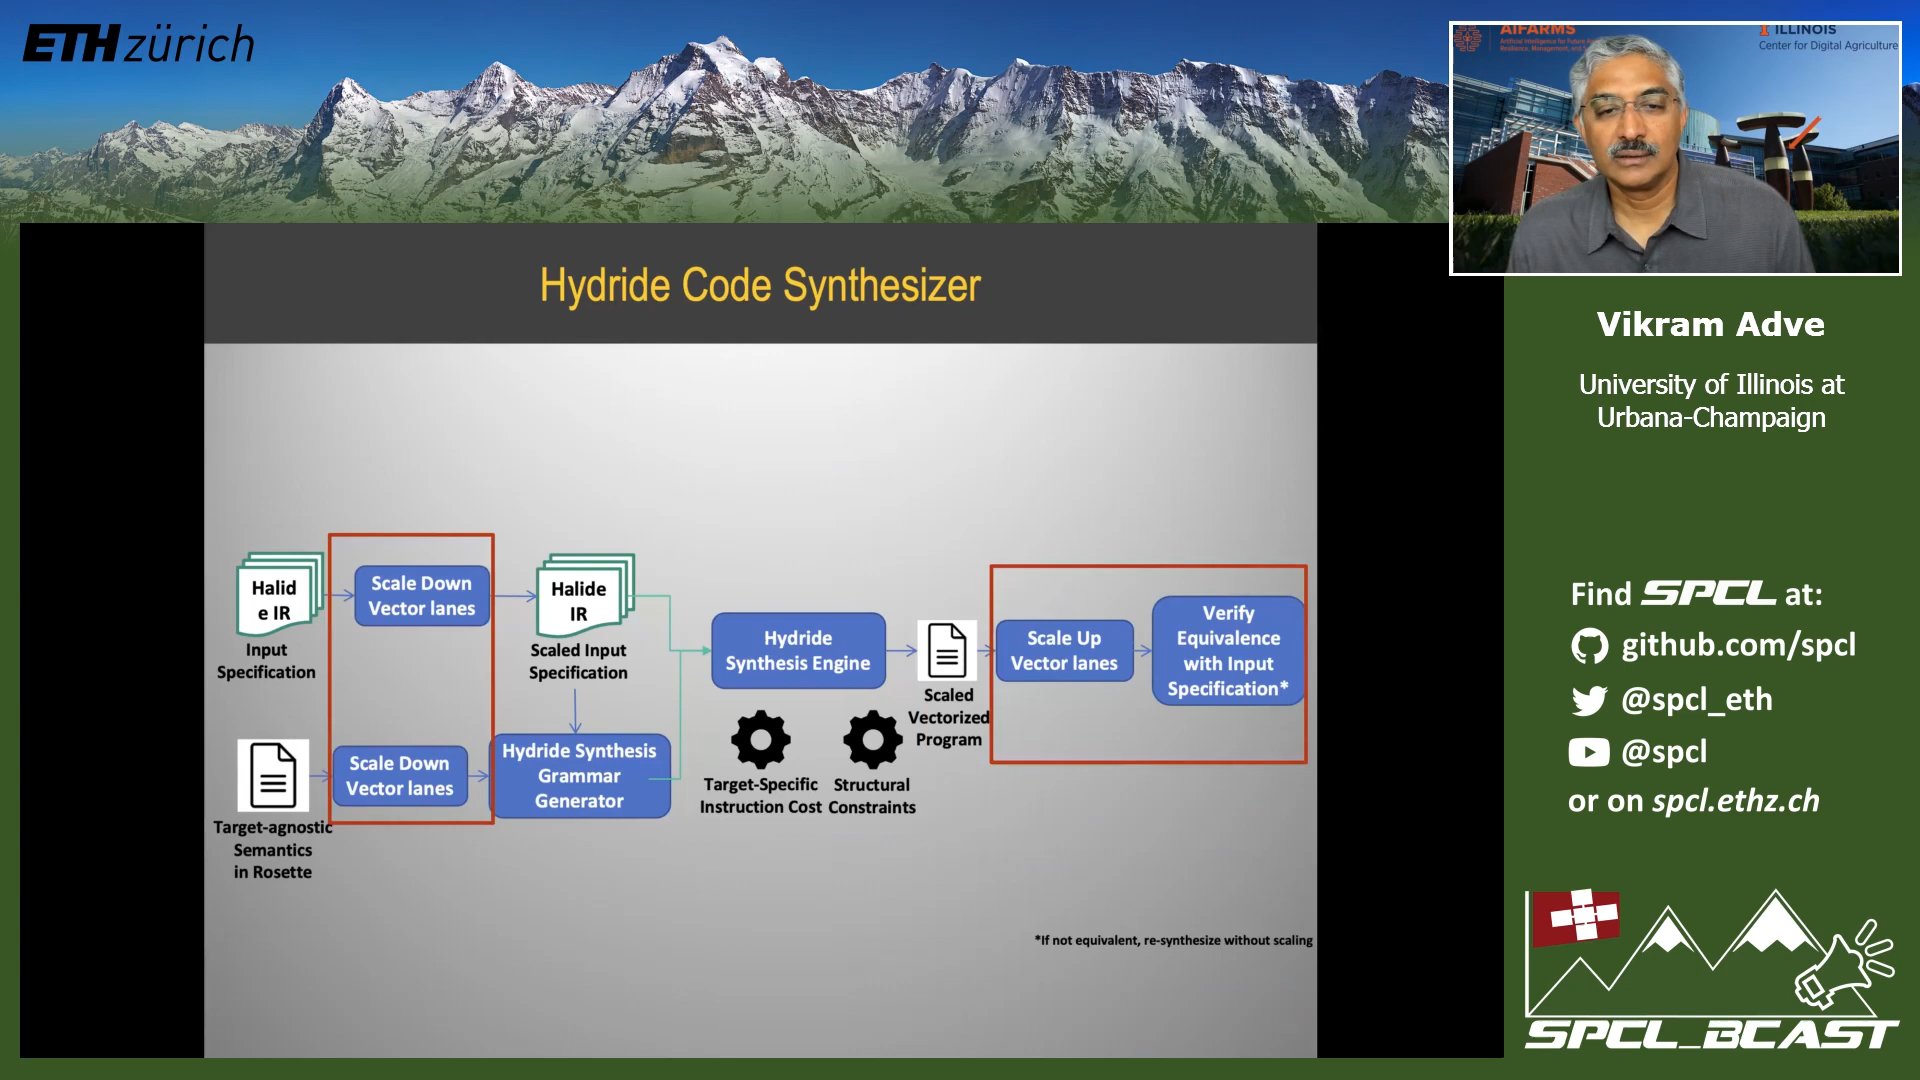 ETH zürich
AIFARMS
ILLINOIS
Center for Digital Agriculture
Hydride Code Synthesizer
Halid
e IR
Input
Specification
Scale Down
Vector lanes
Halide
IR
Scaled Input
Specification
Target-agnostic
Semantics
in Rosette
Scale Down
Vector lanes
Hydride Synthesis
Grammar
Generator
Hydride
Synthesis Engine
Target-Specific
Instruction Cost
Structural
Constraints
Scaled
Vectorized
Program
Scale Up
Vector lanes
Verify
Equivalence
with Input
Specification*
*If not equivalent, re-synthesize without scaling
Vikram Adve
University of Illinois at
Urbana-Champaign
Find SPCL at:
github.com/spcl
@spcl_eth
@spcl
or on spcl.ethz.ch
SPCL_BCAST